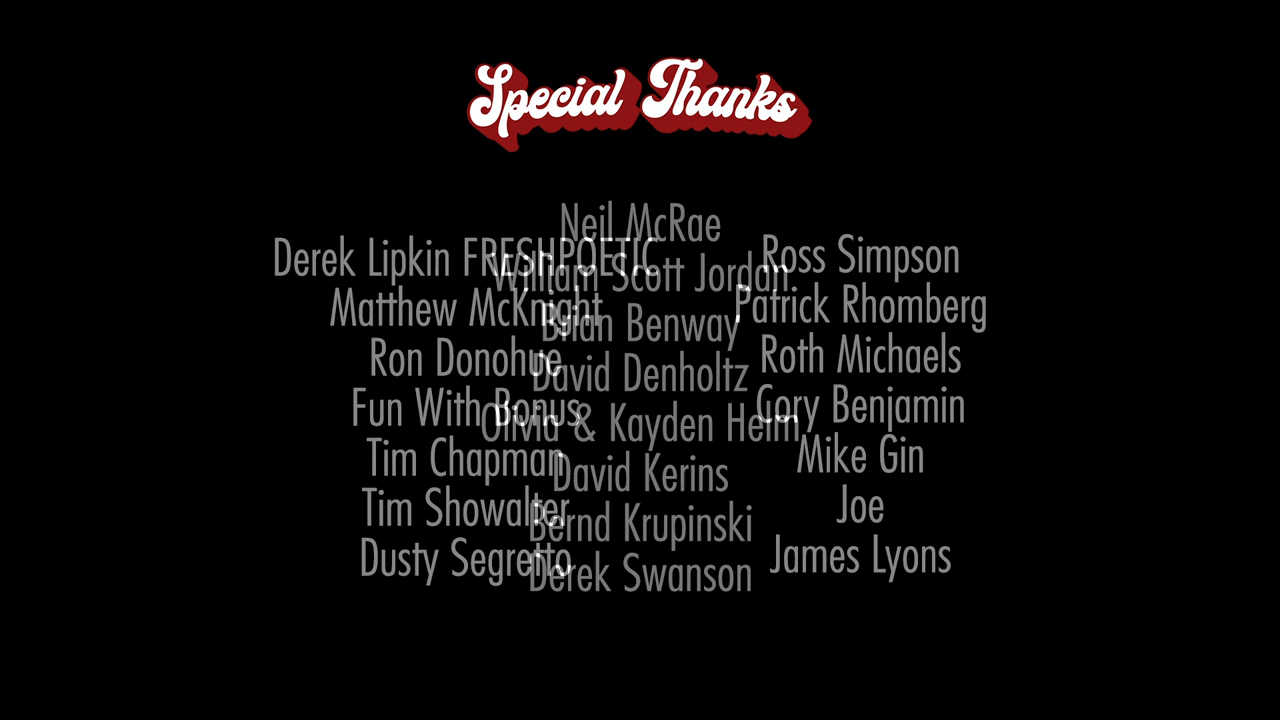 Special Thanks
Derek Lipkin FRESHPOETIC
Matthew McKnight
Ron Donohue
Fun With Bonus
Tim Chapman
Tim Showalter
Dusty Segretto
Neil McRae
William Scott Jordan
Brian Benway
David Denholtz
Olivia & Kayden Heim
David Kerins
Bernd Krupinski
Derek Swanson
Ross Simpson
Patrick Rhomberg
Roth Michaels
Gary Benjamin
Mike Gin
Joe
James Lyons